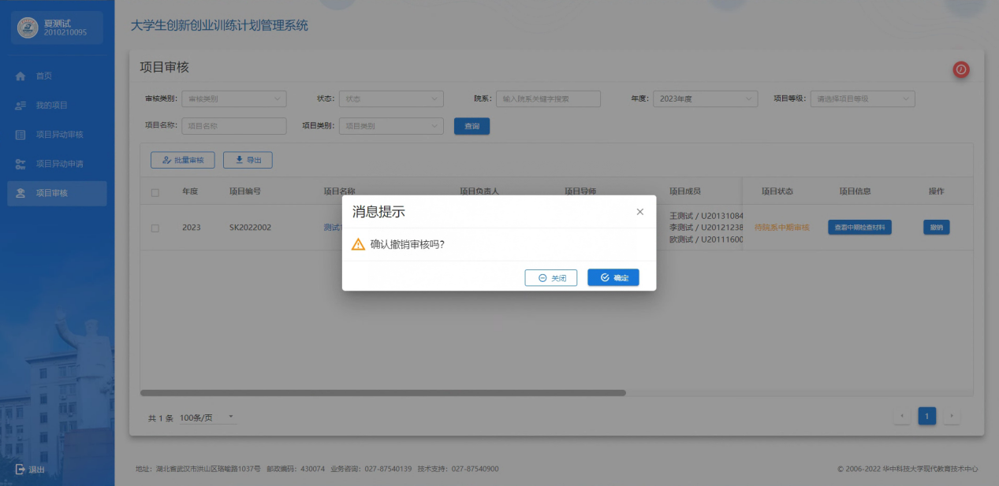 夏测试
2010210095
大学生创新创业训练计划管理系统
首页
我的项目
项目异动审核
项目异动申请
项目审核
退出
项目审核
审核类别： 审核类别 状态： 状态 院系： 输入院系关键字搜索 年度： 2023年度 项目等级： 请选择项目等级
项目名称： 项目名称 项目类别： 项目类别 查询
批量审核 导出
年度 项目编号 项目名称 项目负责人 项目导师 项目成员 项目状态 项目信息 操作
王测试 / U20131084
2023 SK2022002 测试 李测试 / U20121238 待院系中期审核 查看中期检查材料 撤销
欧测试 / U20111600
消息提示
确认撤销审核吗?
关闭 确定
共 1 条 100条/页 1
地址：湖北省武汉市洪山区珞喻路1037号 邮政编码：430074 业务咨询：027-87540139 技术支持：027-87540900
© 2006-2022 华中科技大学现代教育技术中心